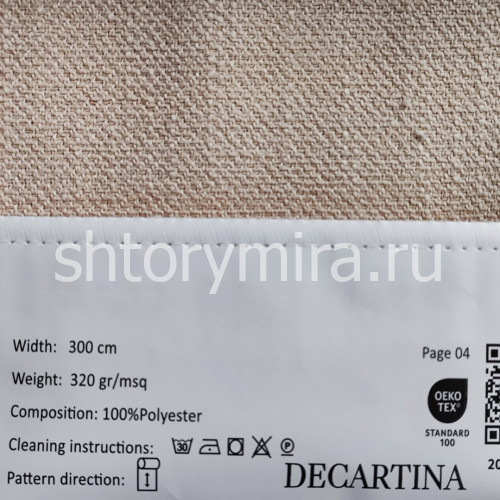 shtorymira.ru
Width: 300 cm
Weight: 320 gr/msq
Composition: 100%Polyester
Cleaning instructions: 30 P
Pattern direction:
Page 04
OEKO
TEX®
STANDARD
100
20
DECARTINA